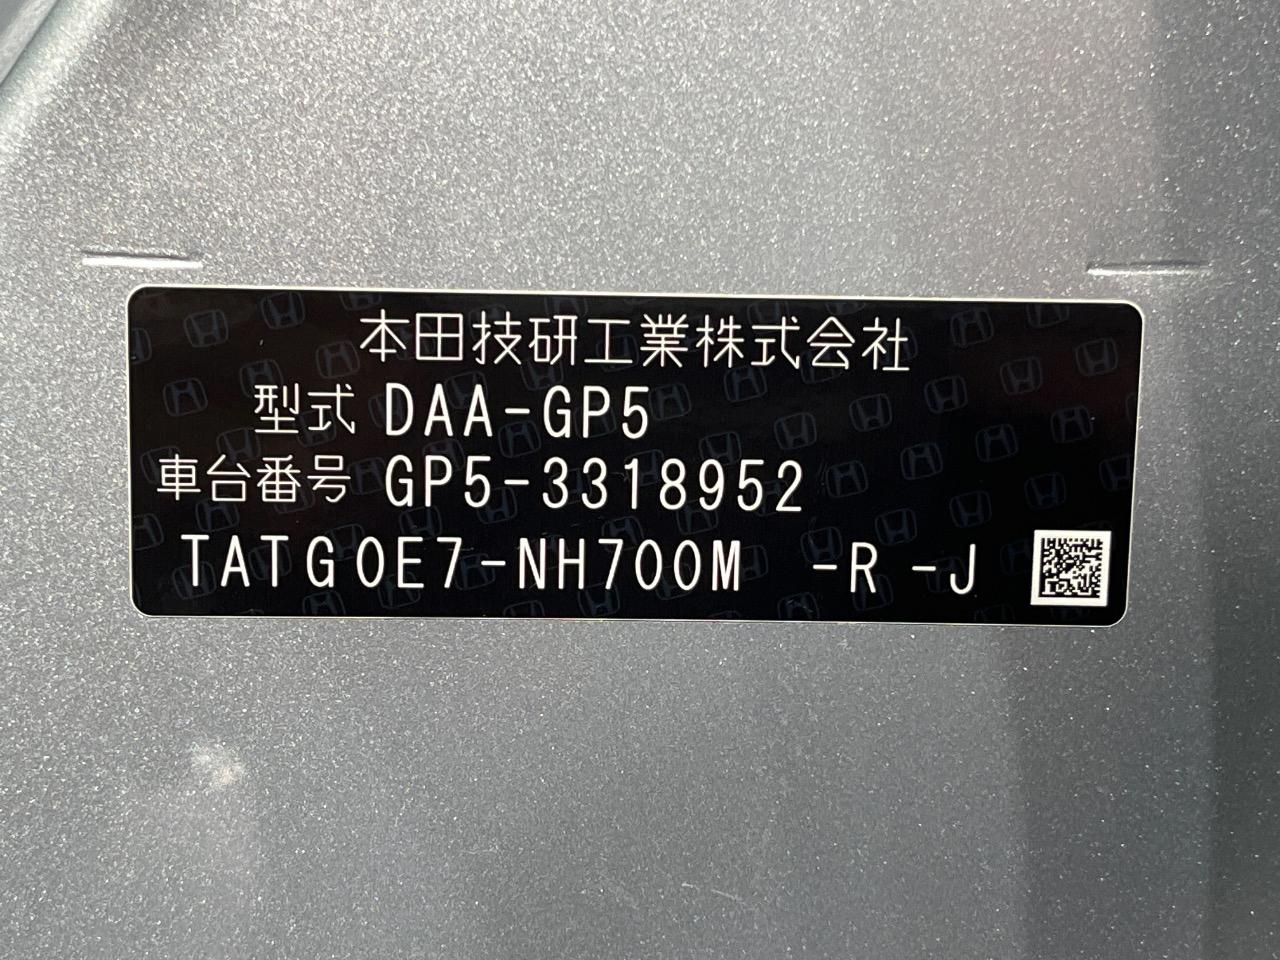 本田技研工業株式会社
型式 DAA-GP5
車台番号 GP5-3318952
TATG0E7-NH700M -R -J